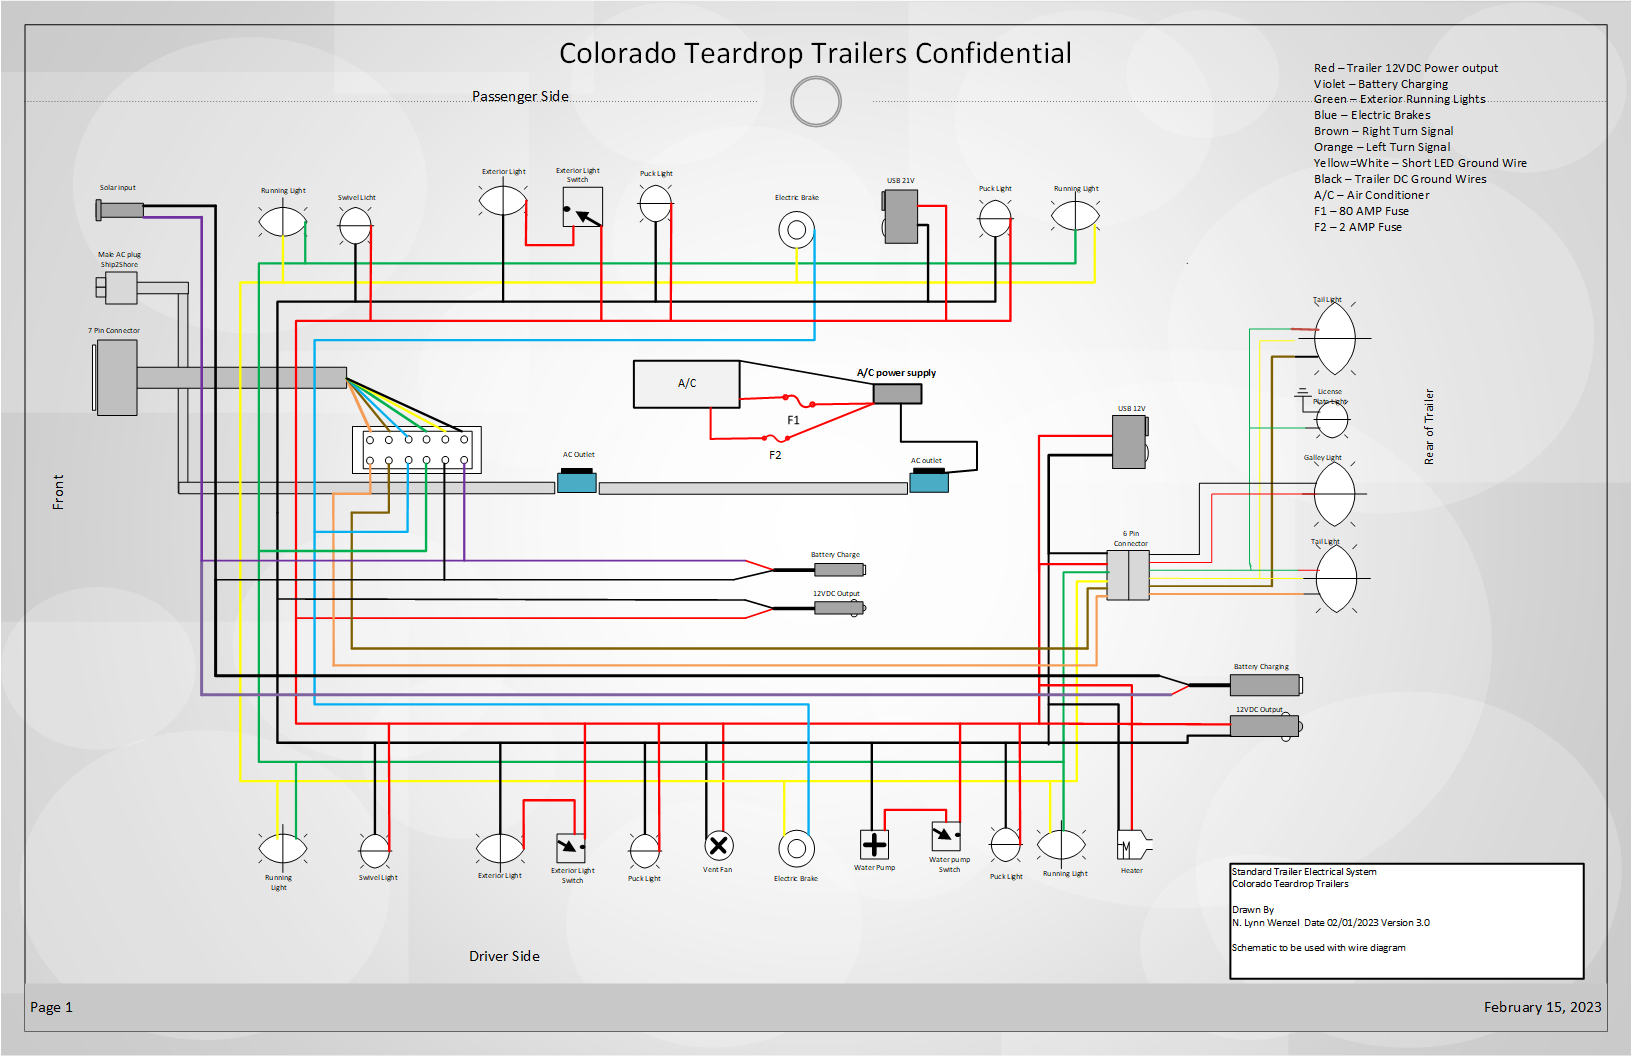 Colorado Teardrop Trailers Confidential
Passenger Side
Red – Trailer 12VDC Power output
Violet – Battery Charging
Green – Exterior Running Lights
Blue – Electric Brakes
Brown – Right Turn Signal
Orange – Left Turn Signal
Yellow=White – Short LED Ground Wire
Black – Trailer DC Ground Wires
A/C – Air Conditioner
F1 – 80 AMP Fuse
F2 – 2 AMP Fuse
Solar input
Running Light
Swivel Light
Exterior Light
Exterior Light
Switch
Puck Light
Electric Brake
USB 21V
Puck Light
Running Light
Male AC plug
Ship2Shore
7 Pin Connector
Tail Light
A/C
A/C power supply
F1
F2
License
Plate Light
USB 12V
Rear of Trailer
AC Outlet
AC outlet
Galley Light
Front
6 Pin
Connector
Tail Light
Battery Charge
12VDC Output
Battery Charging
12VDC Output
Running
Light
Swivel Light
Exterior Light
Exterior Light
Switch
Puck Light
Vent Fan
Electric Brake
Water Pump
Water pump
Switch
Puck Light
Running Light
M
Heater
Standard Trailer Electrical System
Colorado Teardrop Trailers
Drawn By
N. Lynn Wenzel  Date 02/01/2023 Version 3.0
Schematic to be used with wire diagram
Driver Side
Page 1
February 15, 2023